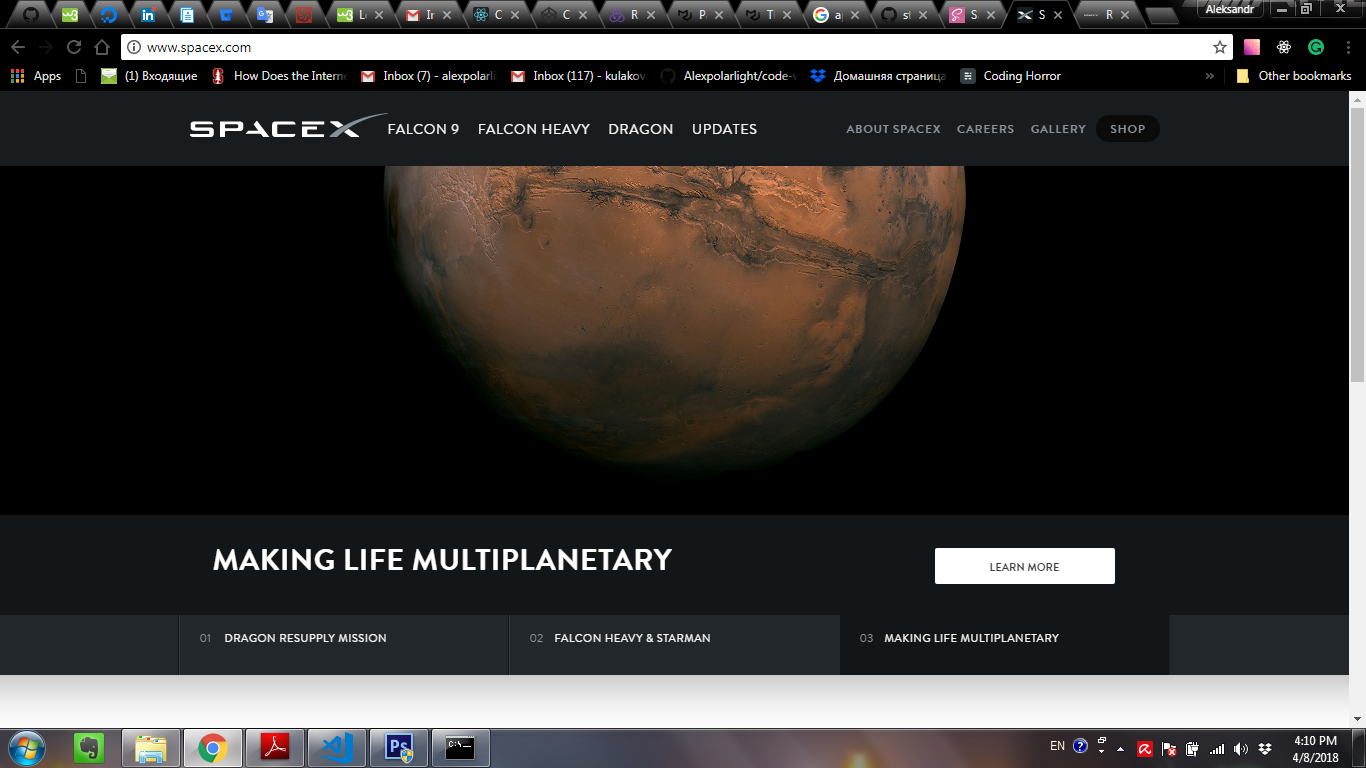 Aleksandr
www.spacex.com
Apps (1) Входящие How Does the Interne Inbox (7) - alexpolarli Inbox (117) - kulakov Alexpolarlight/code- Домашняя страница Coding Horror » Other bookmarks
SPACEX FALCON 9 FALCON HEAVY DRAGON UPDATES ABOUT SPACEX CAREERS GALLERY SHOP
MAKING LIFE MULTIPLANETARY
LEARN MORE
01 DRAGON RESUPPLY MISSION 02 FALCON HEAVY & STARMAN 03 MAKING LIFE MULTIPLANETARY
EN 4:10 PM
4/8/2018